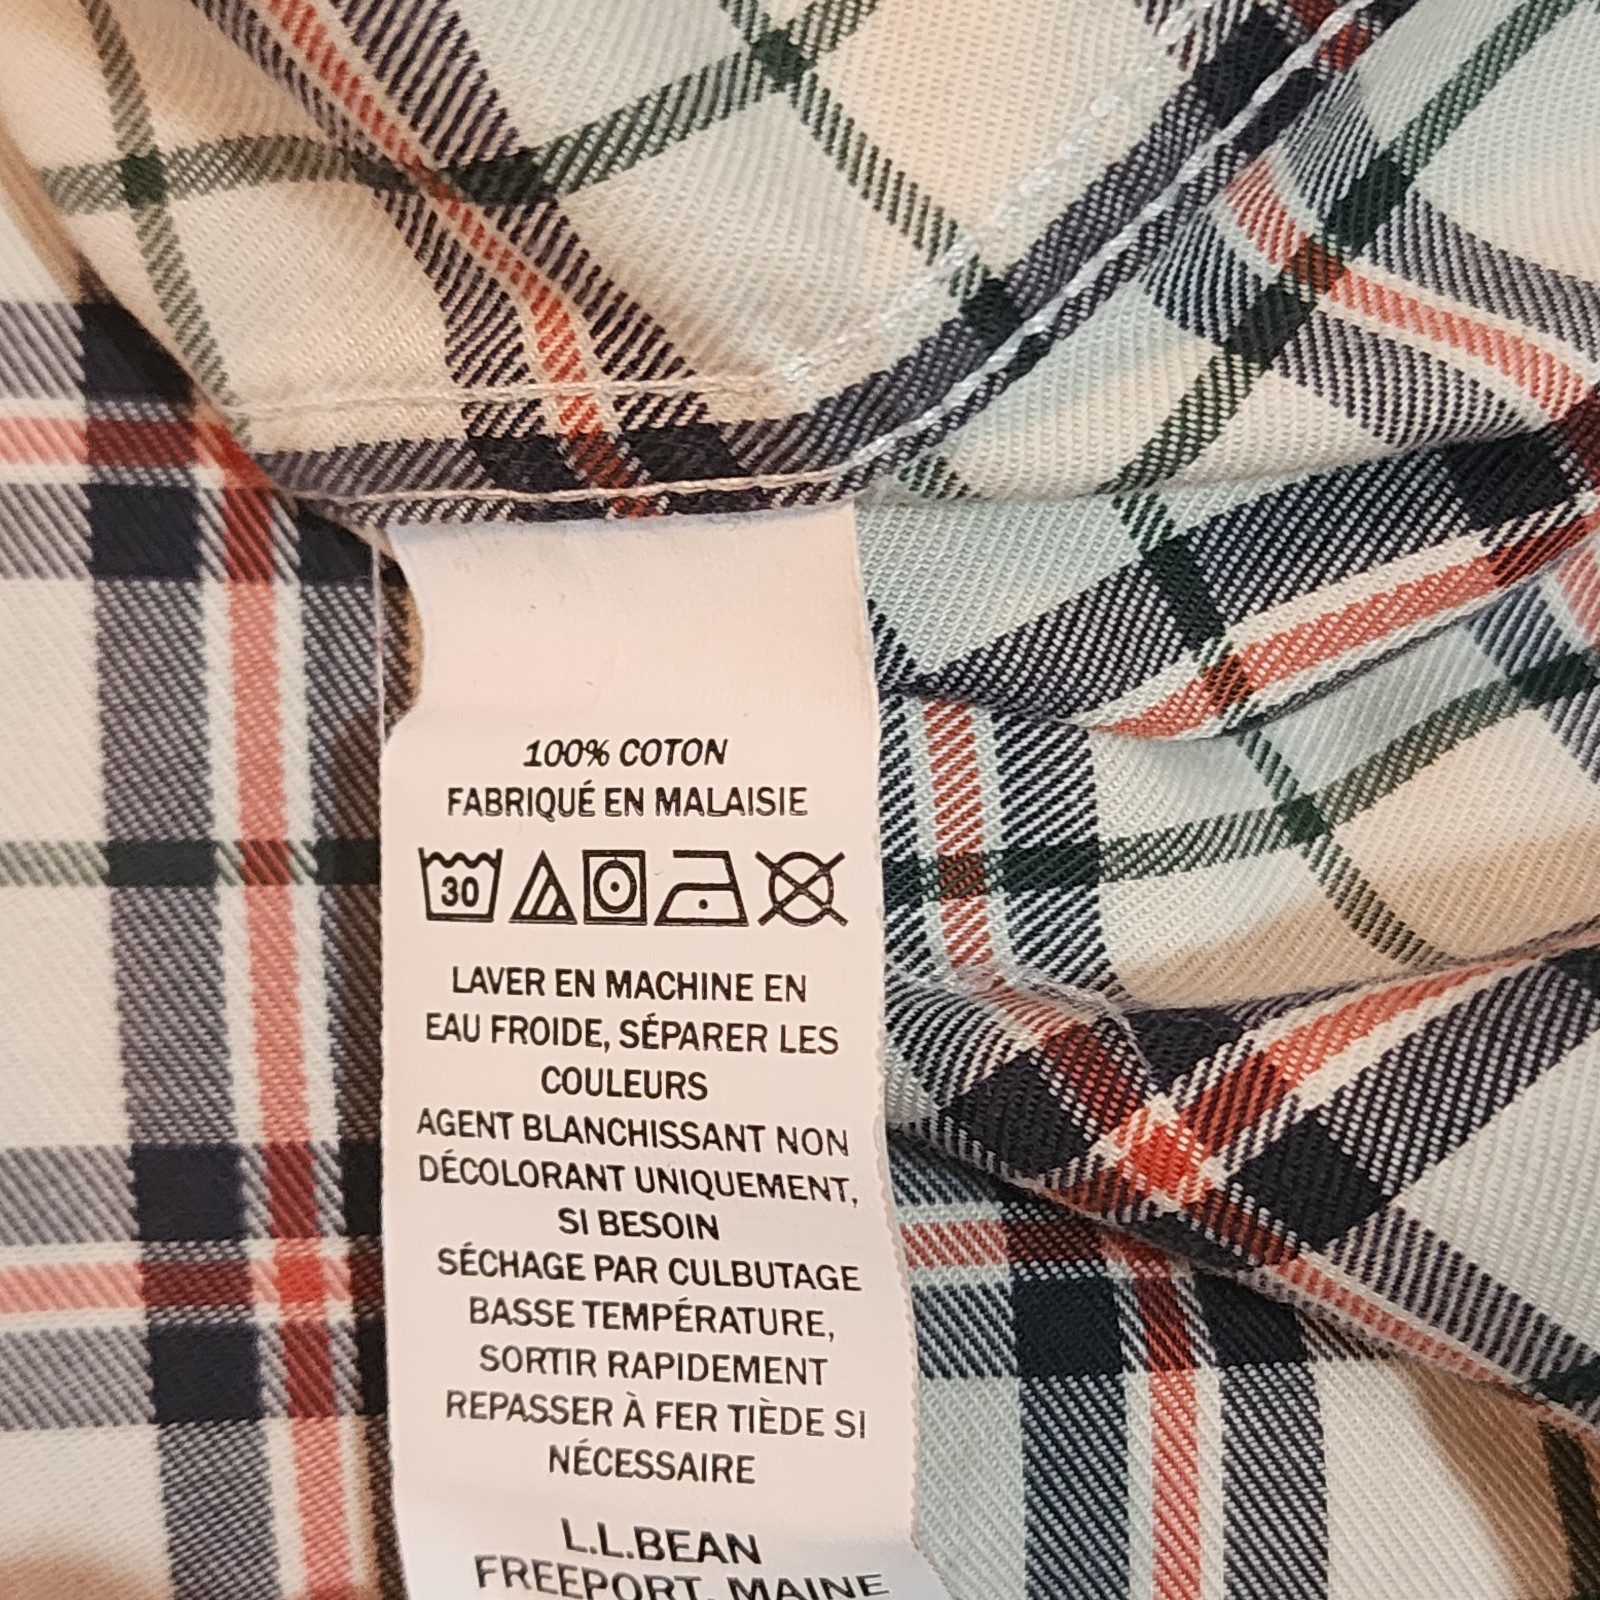 100% COTON
FABRIQUÉ EN MALAISIE
30
LAVER EN MACHINE EN
EAU FROIDE, SÉPARER LES
COULEURS
AGENT BLANCHISSANT NON
DÉCOLORANT UNIQUEMENT,
SI BESOIN
SÉCHAGE PAR CULBUTAGE
BASSE TEMPÉRATURE,
SORTIR RAPIDEMENT
REPASSER À FER TIÈDE SI
NÉCESSAIRE
L.L.BEAN
FREEPORT, MAINE